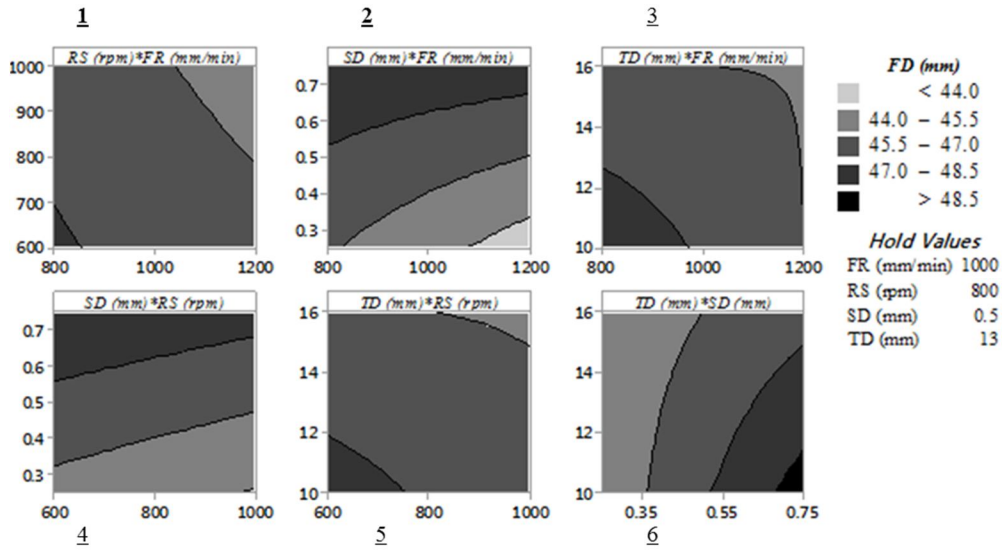 1 2 3
RS (rpm)*FR (mm/min) SD (mm)*FR (mm/min) TD (mm)*FR (mm/min)
1000
900
800
700
600
800 1000 1200
0.7
0.6
0.5
0.4
0.3
800 1000 1200
16
14
12
10
800 1000 1200
FD (mm)
< 44.0
44.0 – 45.5
45.5 – 47.0
47.0 – 48.5
> 48.5
Hold Values
FR (mm/min) 1000
RS (rpm) 800
SD (mm) 0.5
TD (mm) 13
SD (mm)*RS (rpm) TD (mm)*RS (rpm) TD (mm)*SD (mm)
0.7
0.6
0.5
0.4
0.3
600 800 1000
16
14
12
10
600 800 1000
16
14
12
10
0.35 0.55 0.75
4 5 6